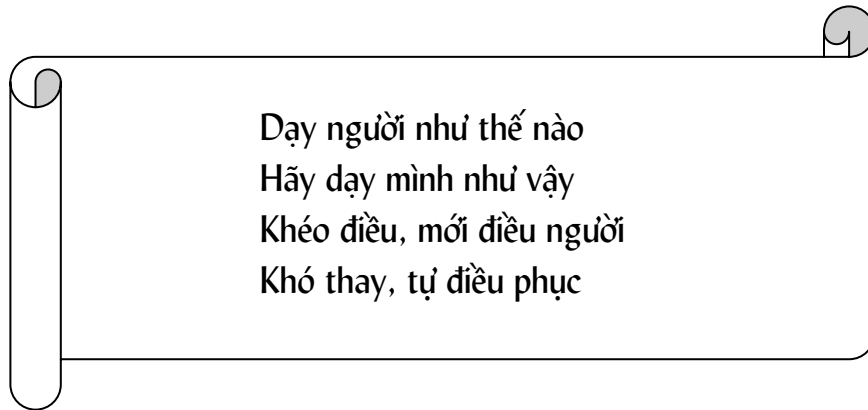 Dạy người như thế nào
Hãy dạy mình như vậy
Khéo điều, mới điều người
Khó thay, tự điều phục